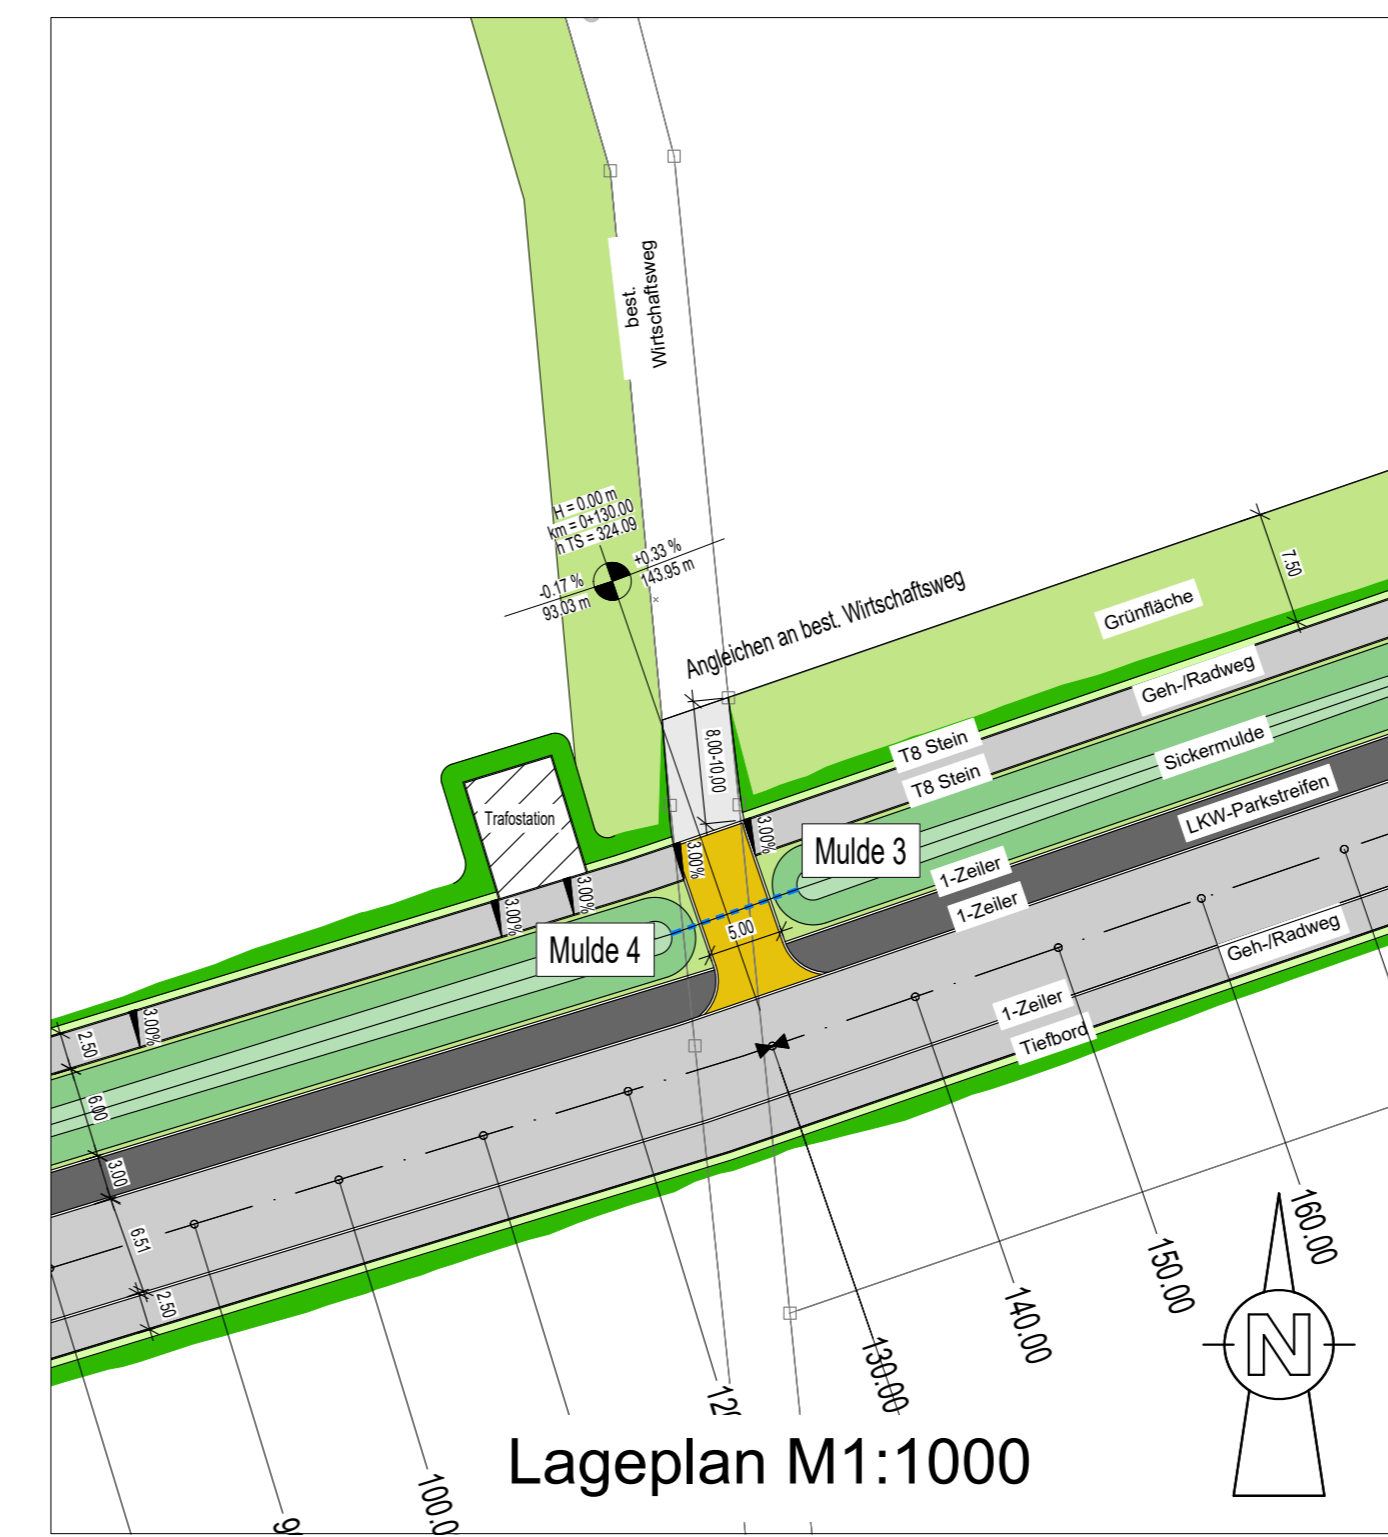 best.
Wirtschaftsweg
H = 0.00 m
km = 0+130.00
h TS = 324.09
-0.17 %
93.03 m
+0.33 %
143.95 m
Angleichen an best. Wirtschaftsweg
7.50
Grünfläche
Geh-/Radweg
T8 Stein
T8 Stein
Sickermulde
LKW-Parkstreifen
8,00-10,00
Trafostation
3.00%
3.00%
3.00%
3.00%
Mulde 3
1-Zeiler
1-Zeiler
Geh-/Radweg
5.00
Mulde 4
1-Zeiler
Tiefbord
3.00%
2.50
6.00
3.00
6.51
2.50
160.00
150.00
140.00
130.00
100.0
N
Lageplan M1:1000